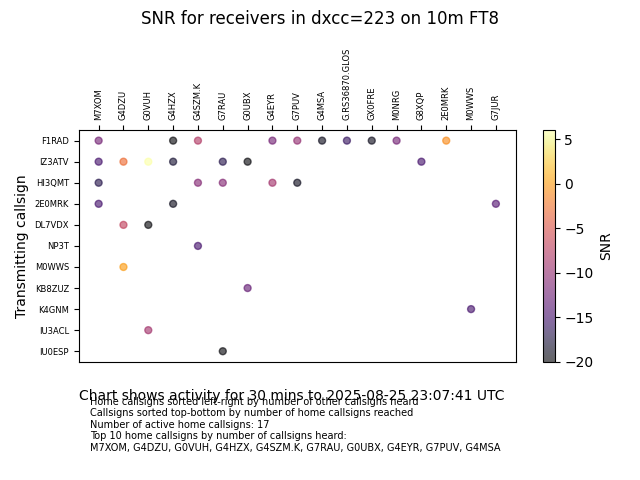 SNR for receivers in dxcc=223 on 10m FT8
M7XOM G4DZU G0VUH G4HZX G4SZM.K G7RAU G0UBX G4EYR G7PUV G4MSA G.RS36870.GLOS GX0FRE M0NRG G8XQP 2E0MRK M0WWS G7JUR
Transmitting callsign
F1RAD
IZ3ATV
HI3QMT
2E0MRK
DL7VDX
NP3T
M0WWS
KB8ZUZ
K4GNM
IU3ACL
IU0ESP
5
0
−5
−10
−15
−20
SNR
Chart shows activity for 30 mins to 2025-08-25 23:07:41 UTC
Home callsigns sorted left-right by number of other callsigns heard
Callsigns sorted top-bottom by number of home callsigns reached
Number of active home callsigns: 17
Top 10 home callsigns by number of callsigns heard:
M7XOM, G4DZU, G0VUH, G4HZX, G4SZM.K, G7RAU, G0UBX, G4EYR, G7PUV, G4MSA